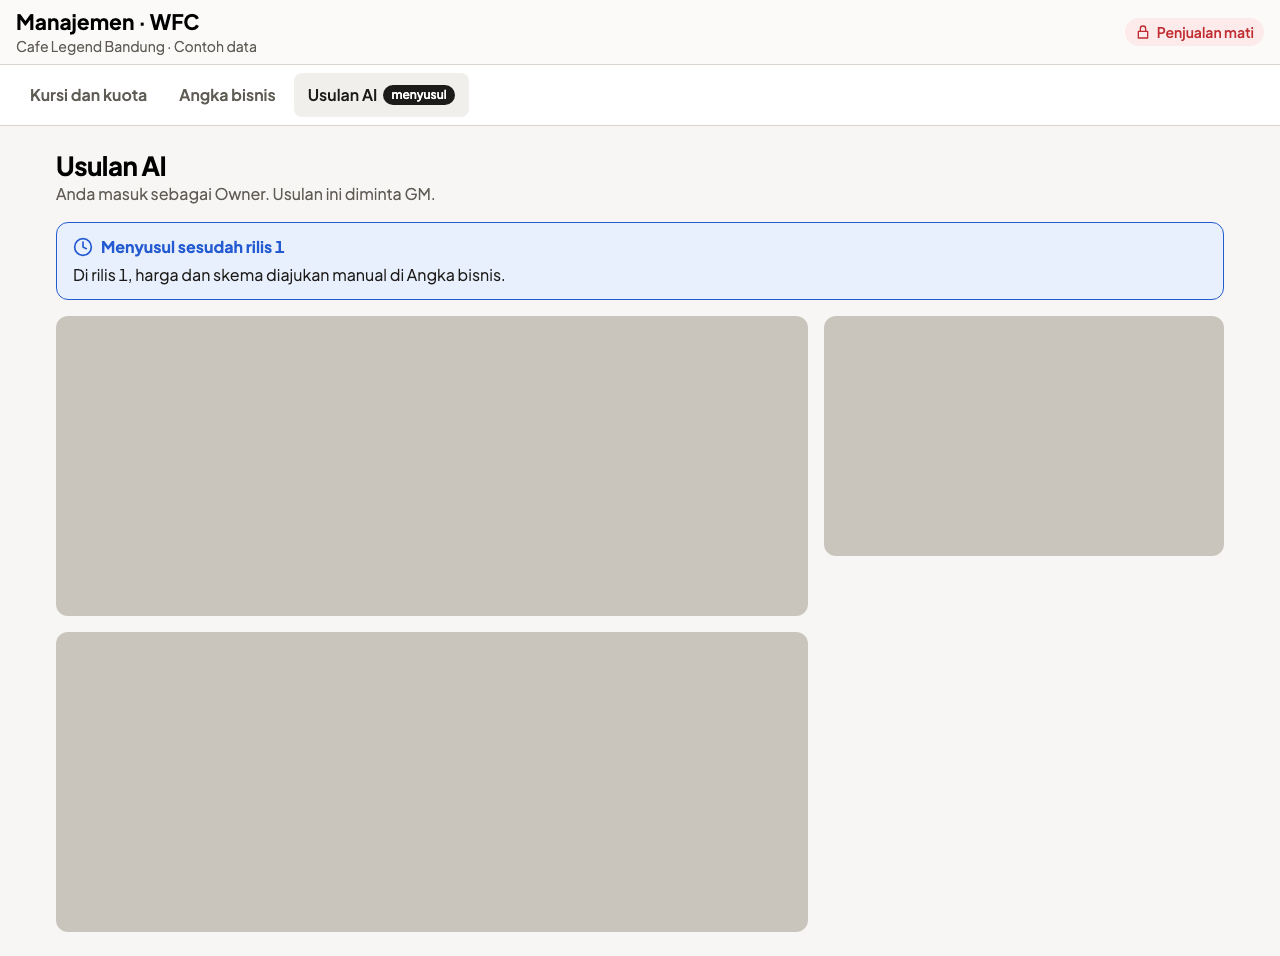 Manajemen · WFC
Cafe Legend Bandung · Contoh data
Penjualan mati
Kursi dan kuota
Angka bisnis
Usulan AI menyusul
Usulan AI
Anda masuk sebagai Owner. Usulan ini diminta GM.
Menyusul sesudah rilis 1
Di rilis 1, harga dan skema diajukan manual di Angka bisnis.